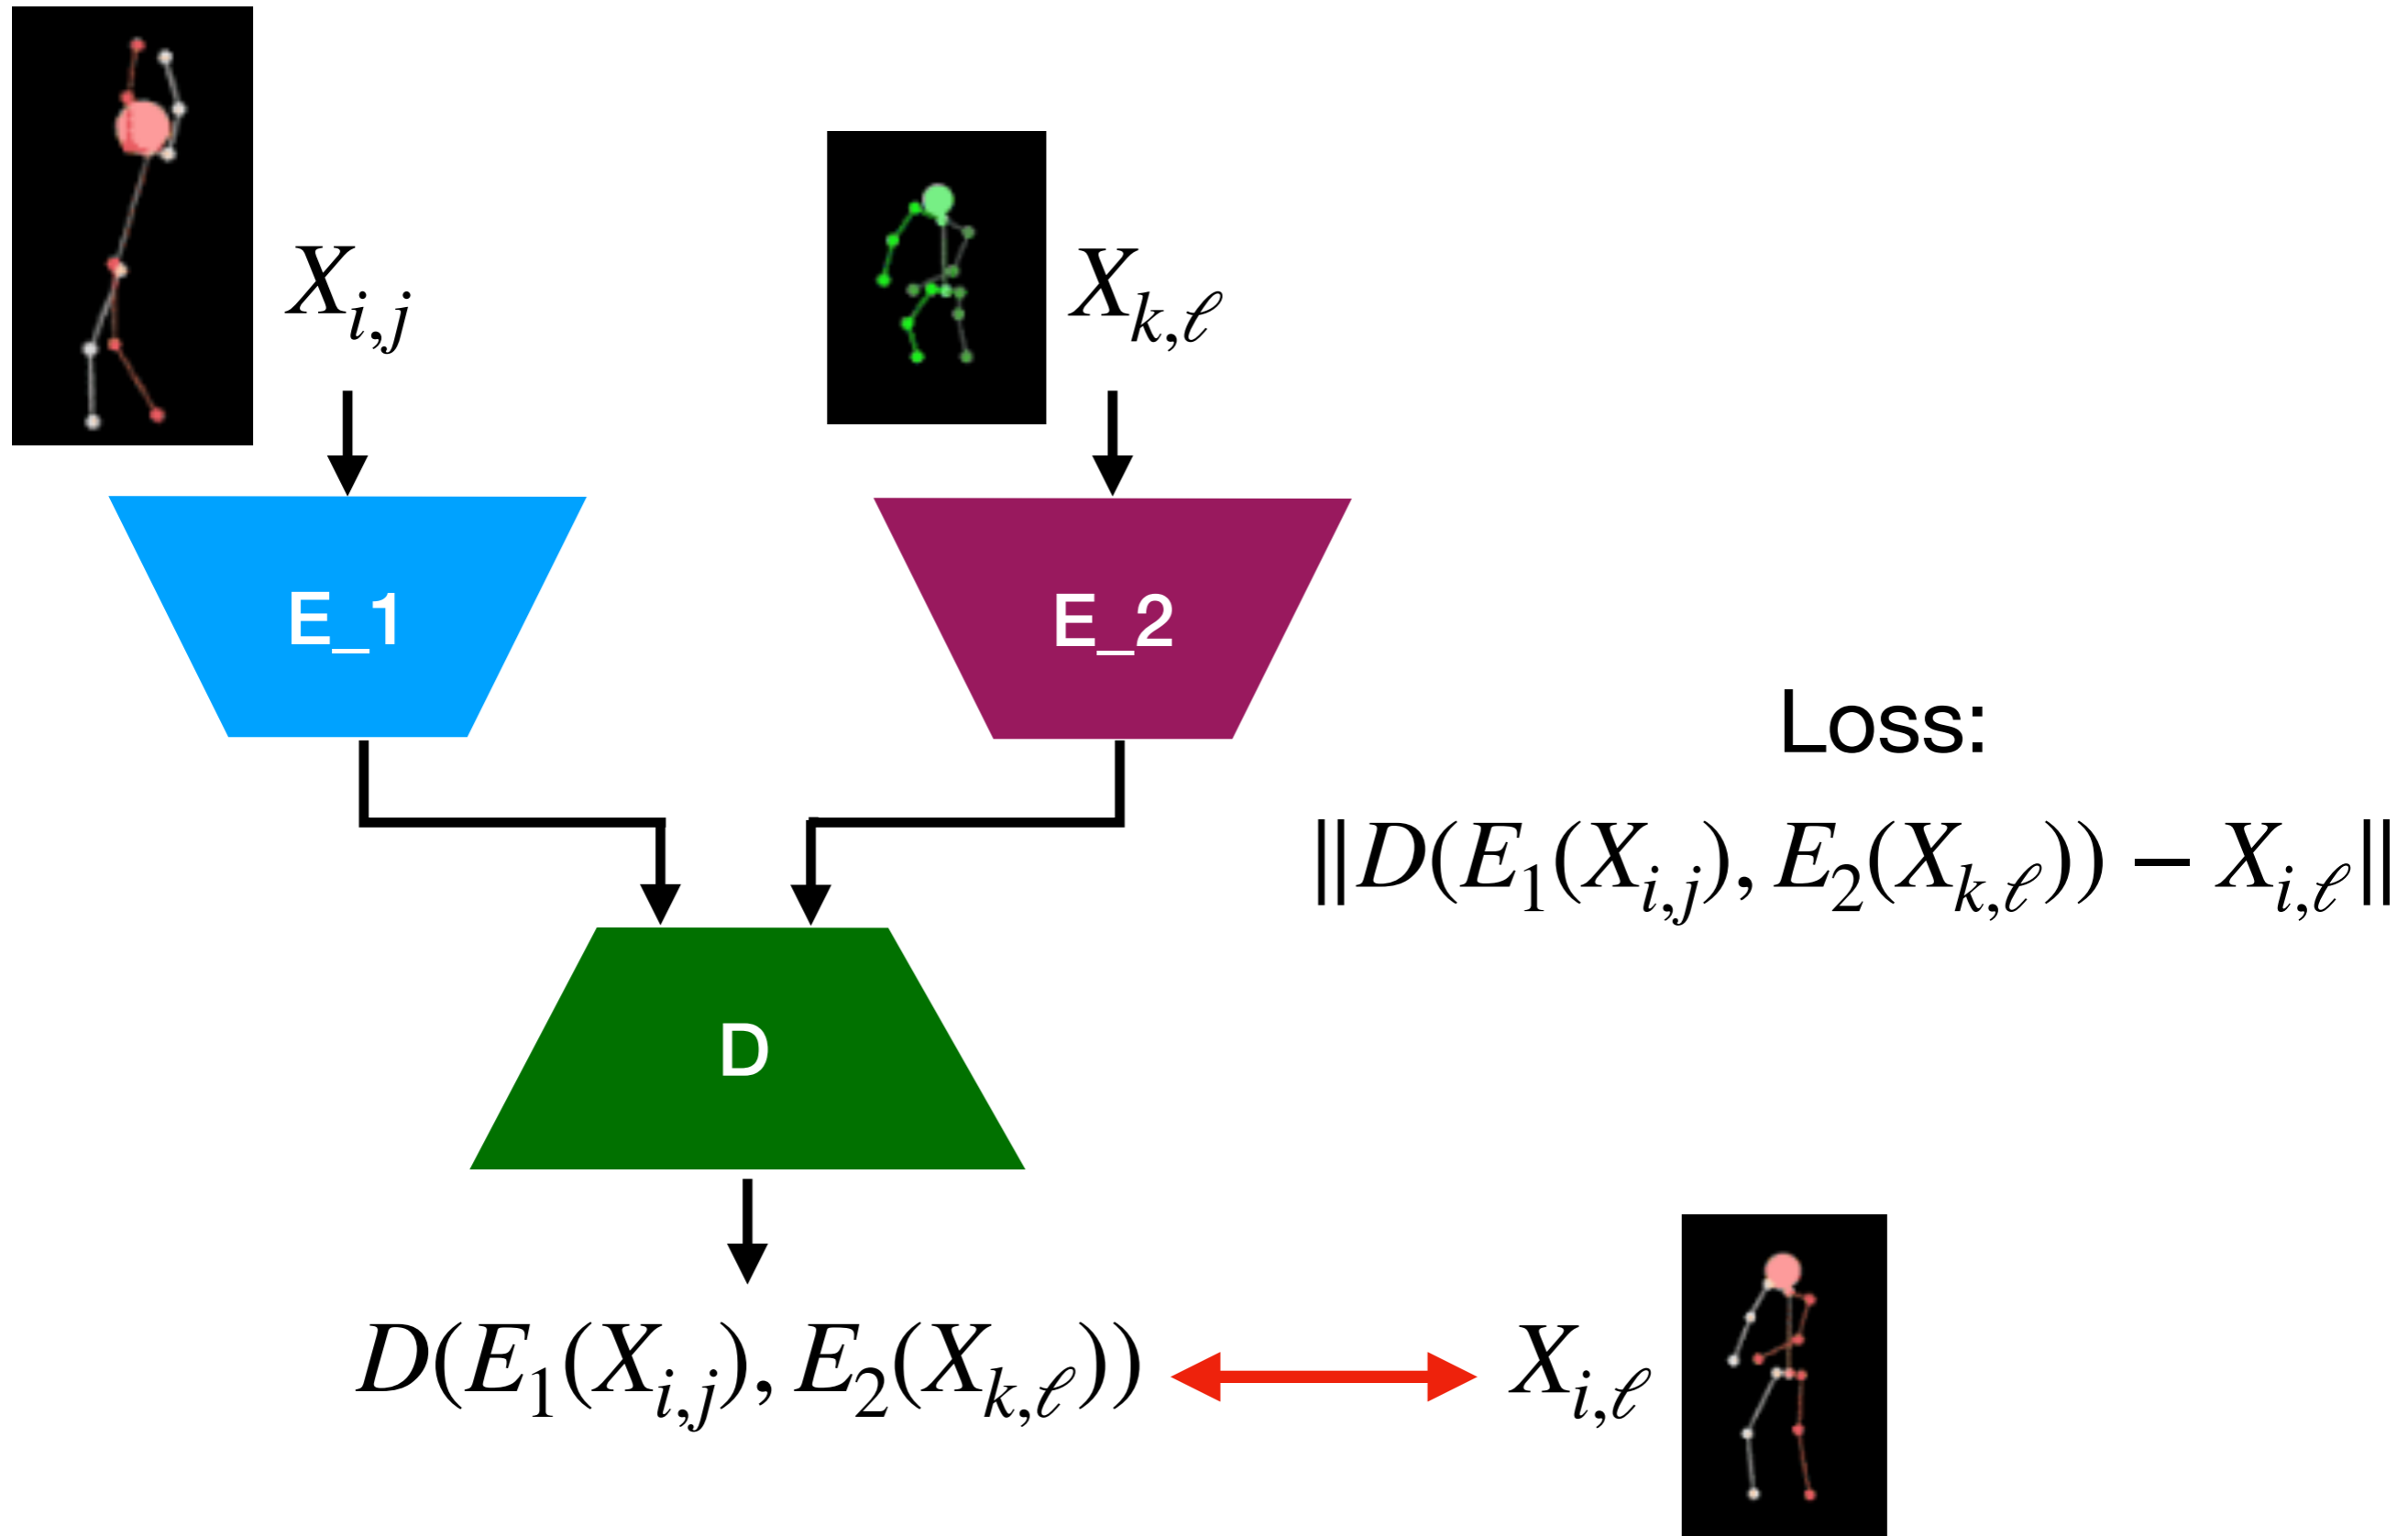 X_{i,j}
X_{k,ℓ}
E_1
E_2
Loss:
‖D(E_1(X_{i,j}), E_2(X_{k,ℓ})) − X_{i,ℓ}‖
D
D(E_1(X_{i,j}), E_2(X_{k,ℓ}))
X_{i,ℓ}